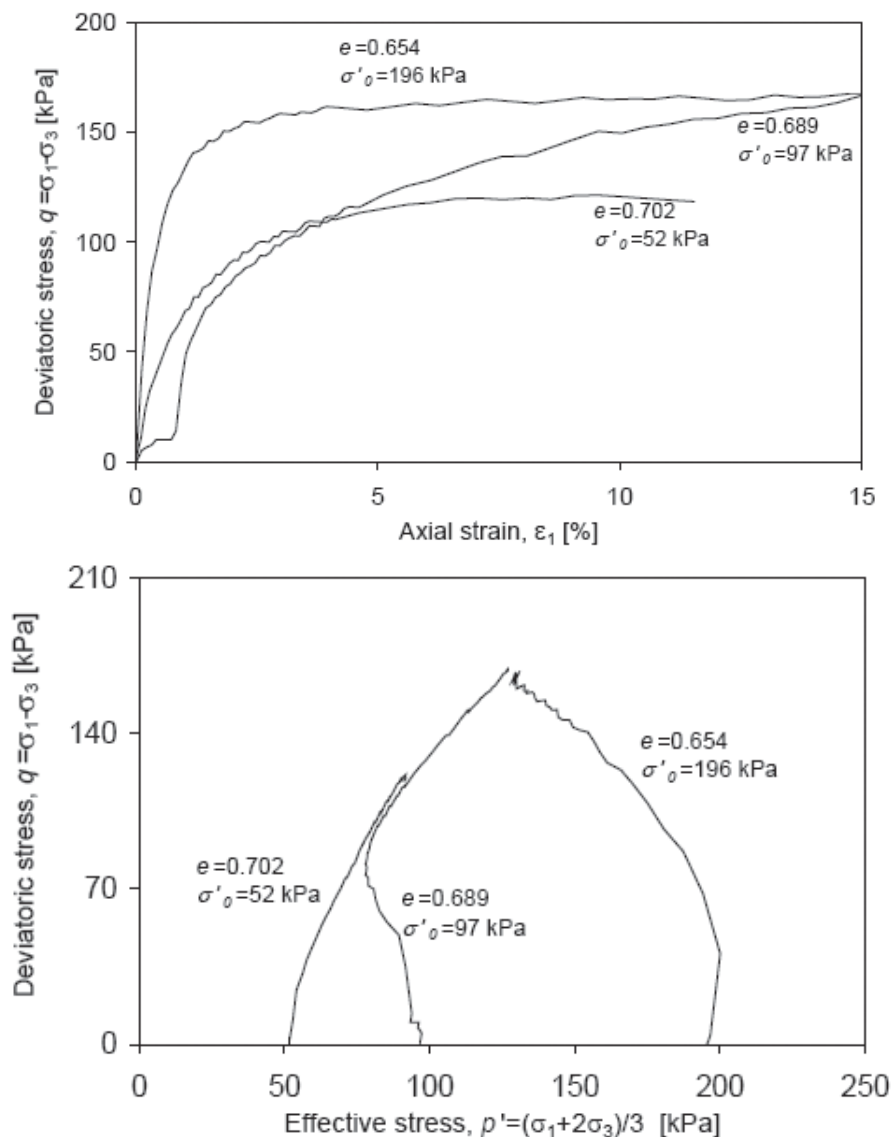 200
150
100
50
0
Deviatoric stress, q =σ1-σ3 [kPa]
e =0.654
σ'0=196 kPa
e =0.689
σ'0=97 kPa
e =0.702
σ'0=52 kPa
0 5 10 15
Axial strain, ε1 [%]
210
140
70
0
Deviatoric stress, q =σ1-σ3 [kPa]
e =0.654
σ'0=196 kPa
e =0.702
σ'0=52 kPa
e =0.689
σ'0=97 kPa
0 50 100 150 200 250
Effective stress, p'=(σ1+2σ3)/3 [kPa]